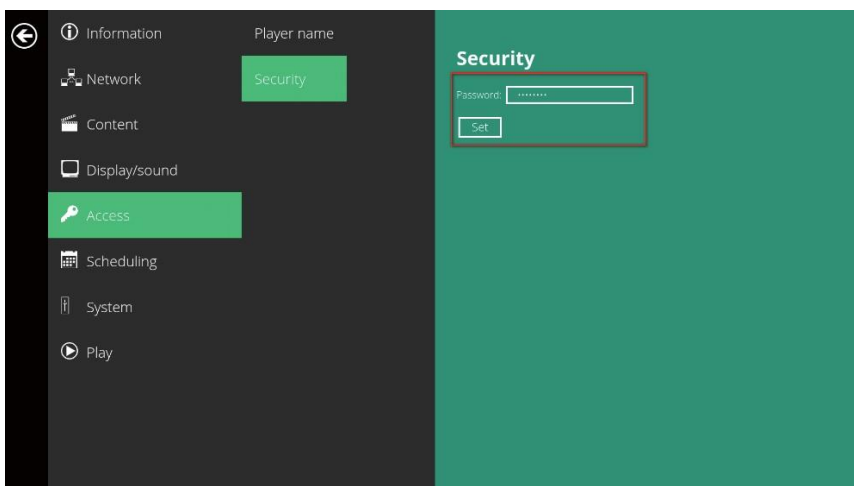 Information
Network
Content
Display/sound
Access
Scheduling
System
Play
Player name
Security
Security
Password: ········
Set